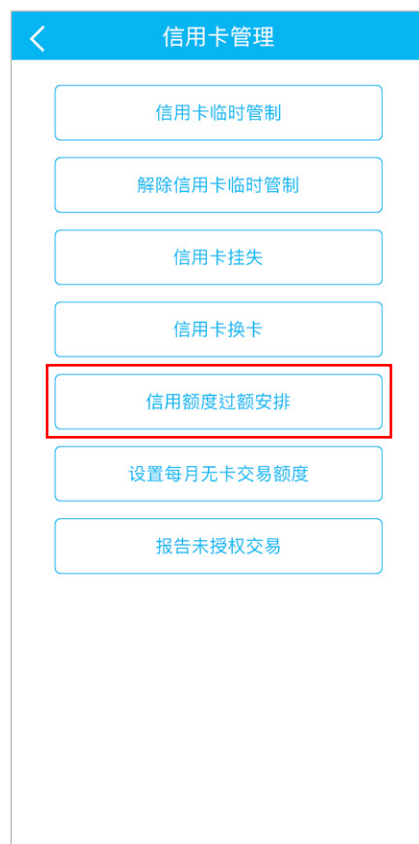 信用卡管理
信用卡临时管制
解除信用卡临时管制
信用卡挂失
信用卡换卡
信用额度过额安排
设置每月无卡交易额度
报告未授权交易